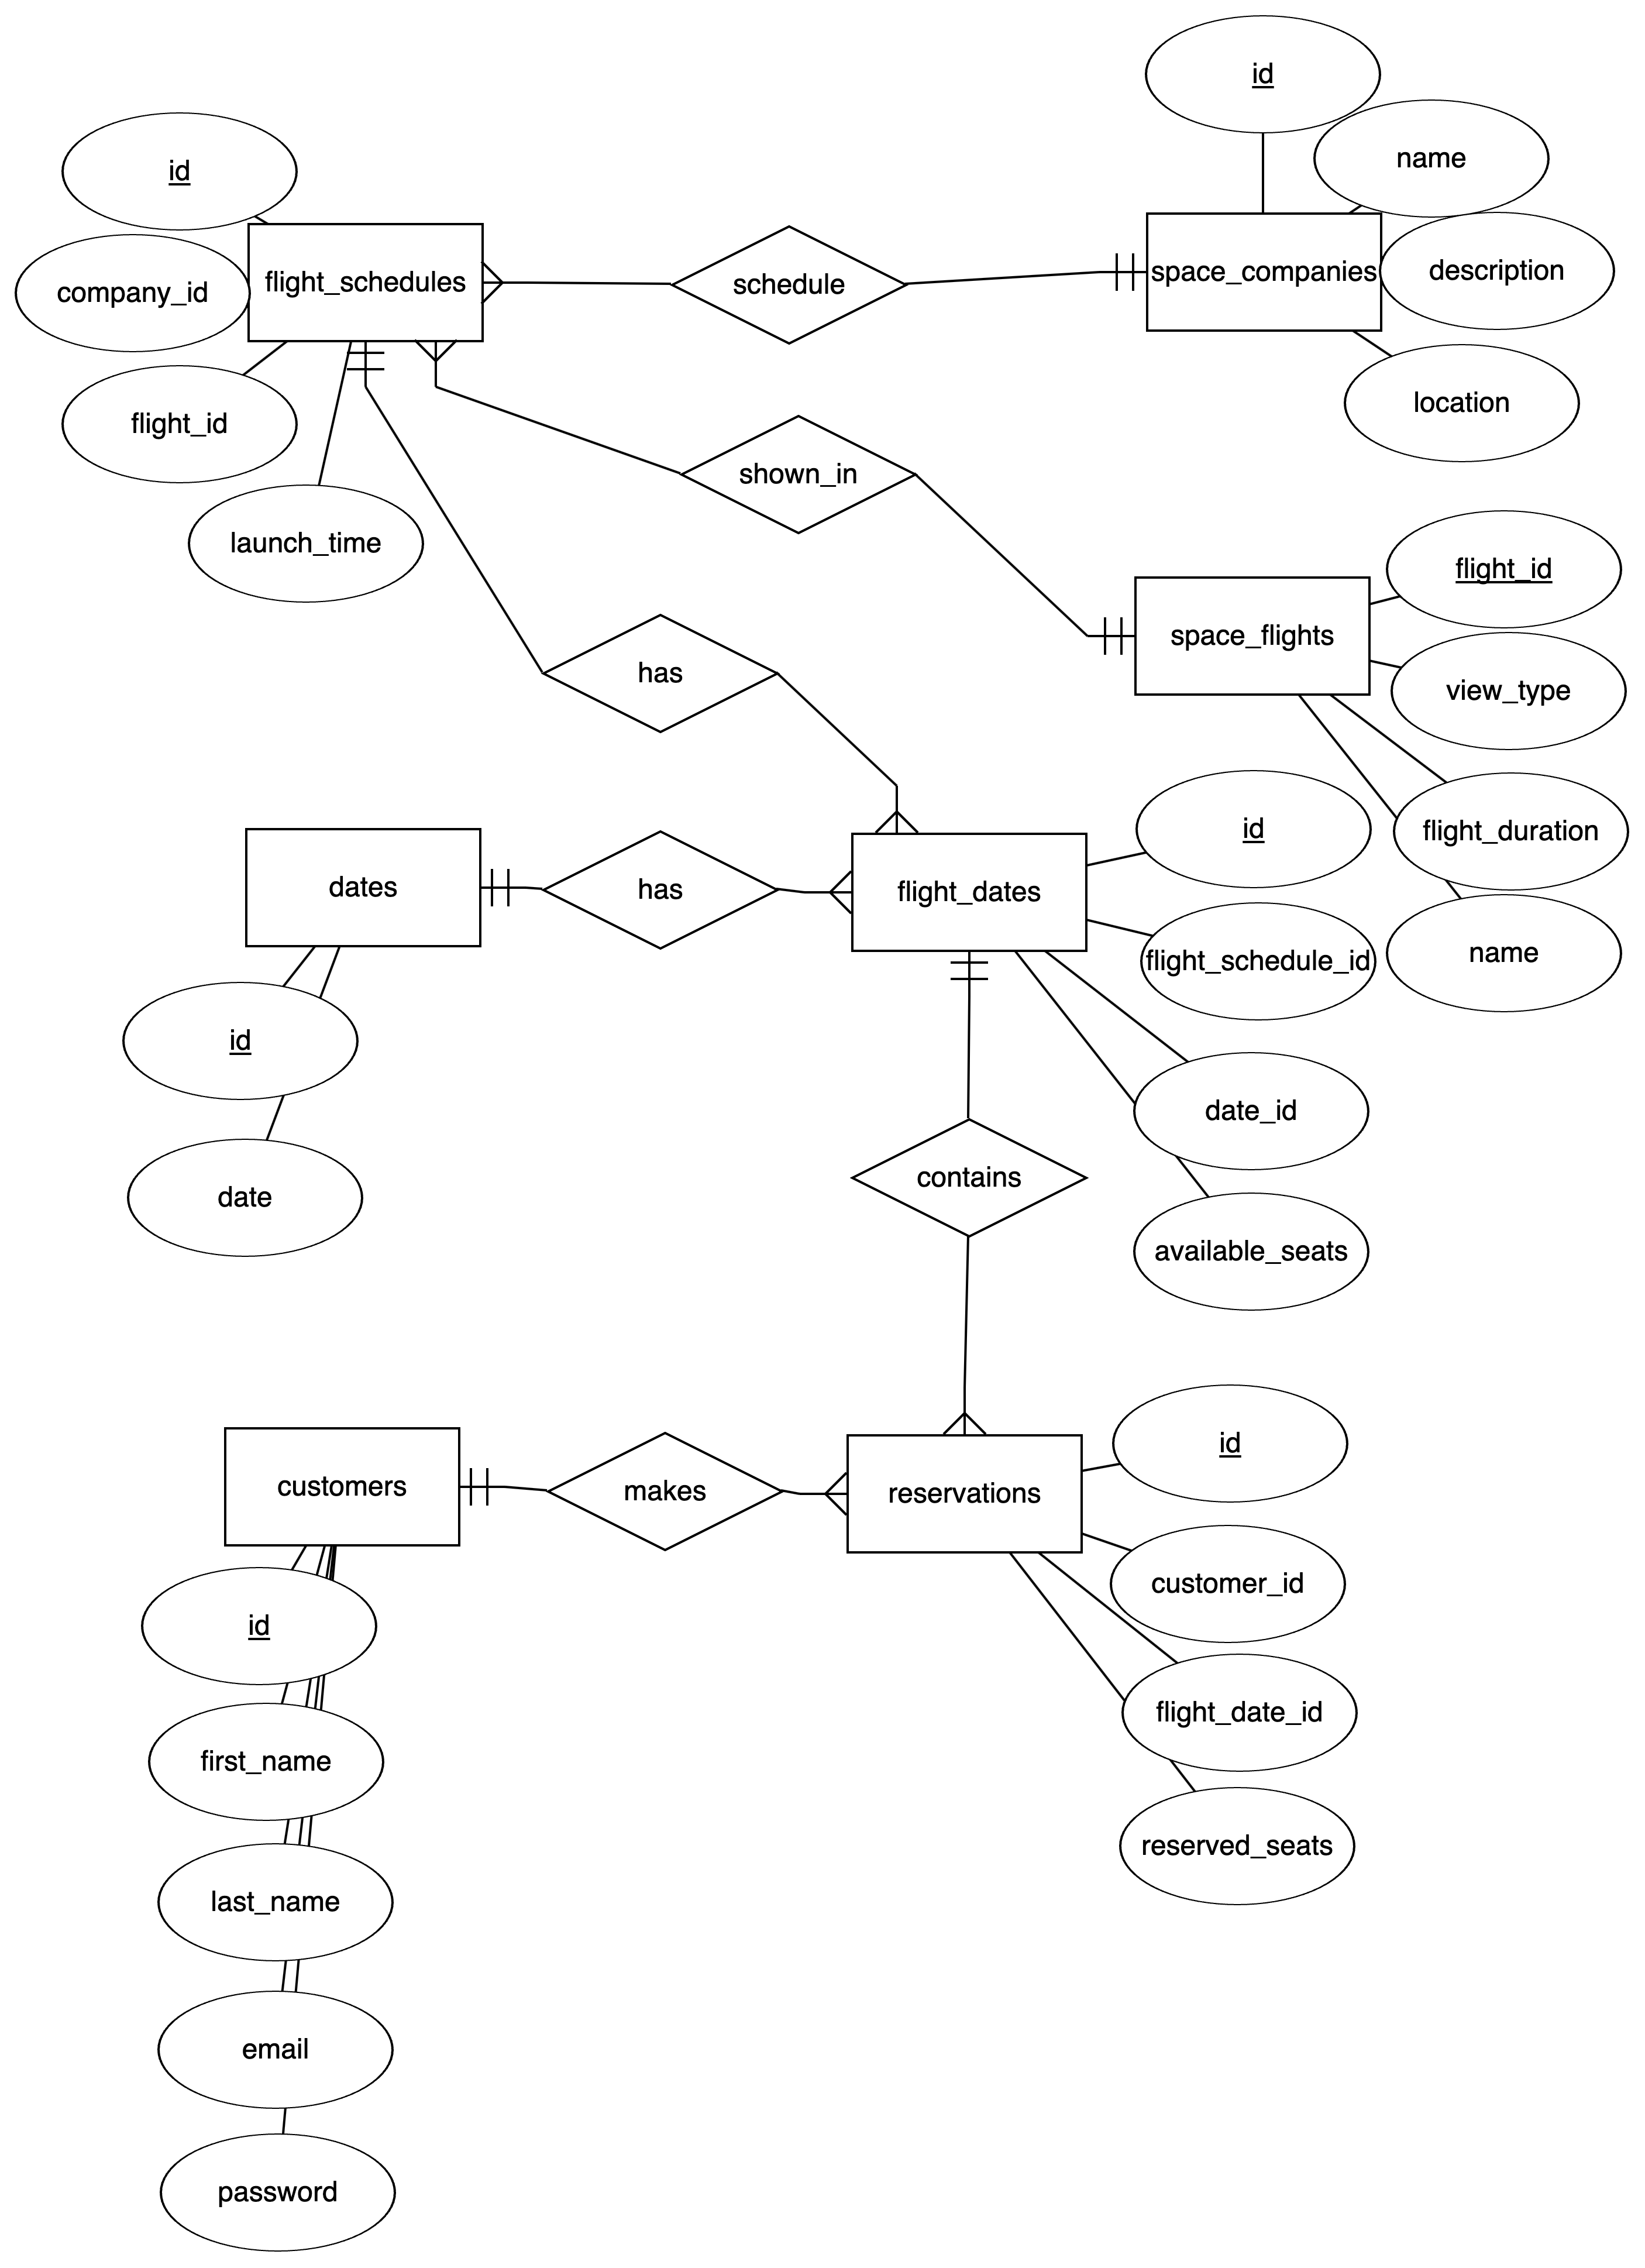 id
name
id
flight_schedules
schedule
space_companies
description
company_id
location
flight_id
shown_in
launch_time
flight_id
space_flights
view_type
has
id
flight_duration
dates
has
flight_dates
flight_schedule_id
name
id
date_id
date
contains
available_seats
id
customers
makes
reservations
customer_id
id
flight_date_id
first_name
reserved_seats
last_name
email
password